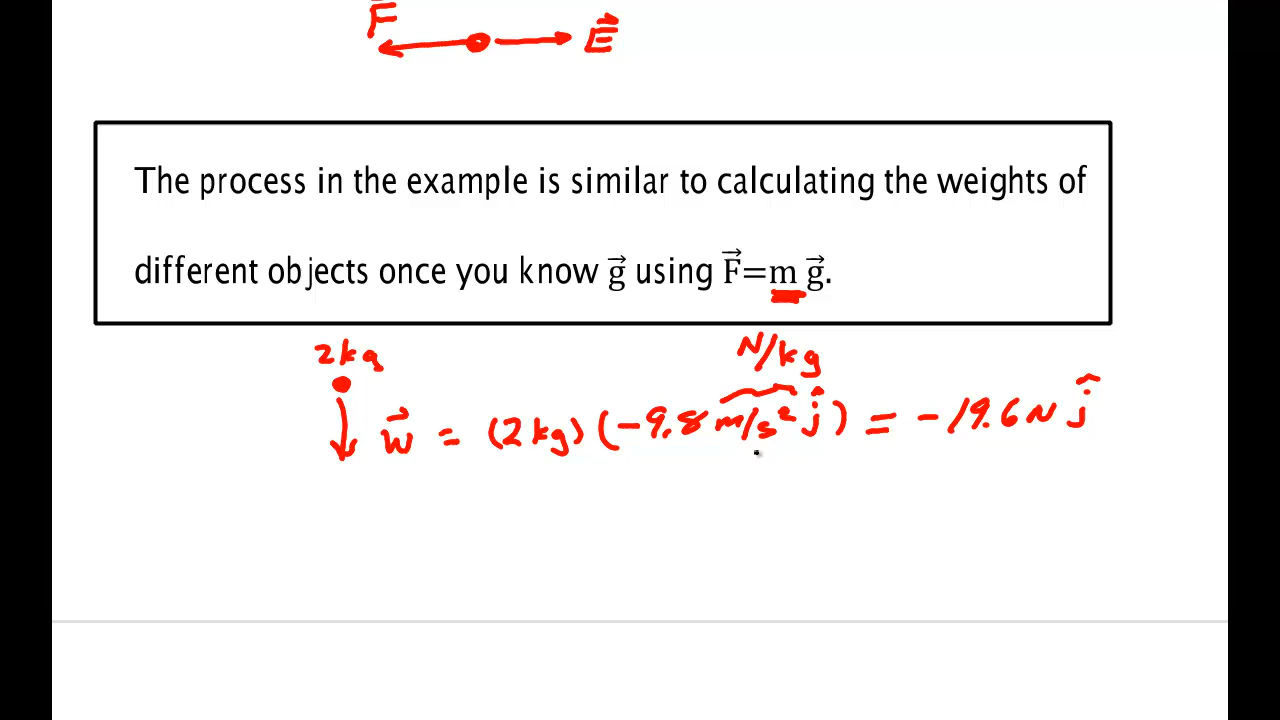 F⃗ E⃗
The process in the example is similar to calculating the weights of
different objects once you know g⃗ using F⃗=m g⃗.
2kg N/kg
w⃗ = (2kg)(-9.8 m/s² ĵ) = -19.6 N ĵ